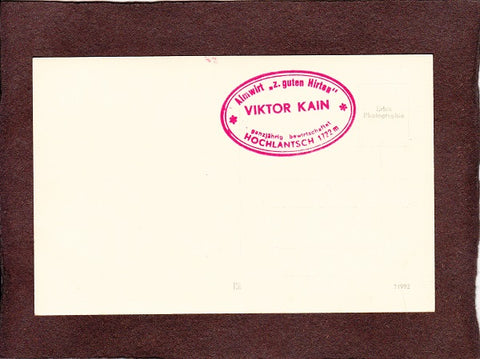 Almwirt „z. guten Hirten"
VIKTOR KAIN
ganzjährig bewirtschaftet
HOCHLANTSCH 1722 m
Echte
Photographie